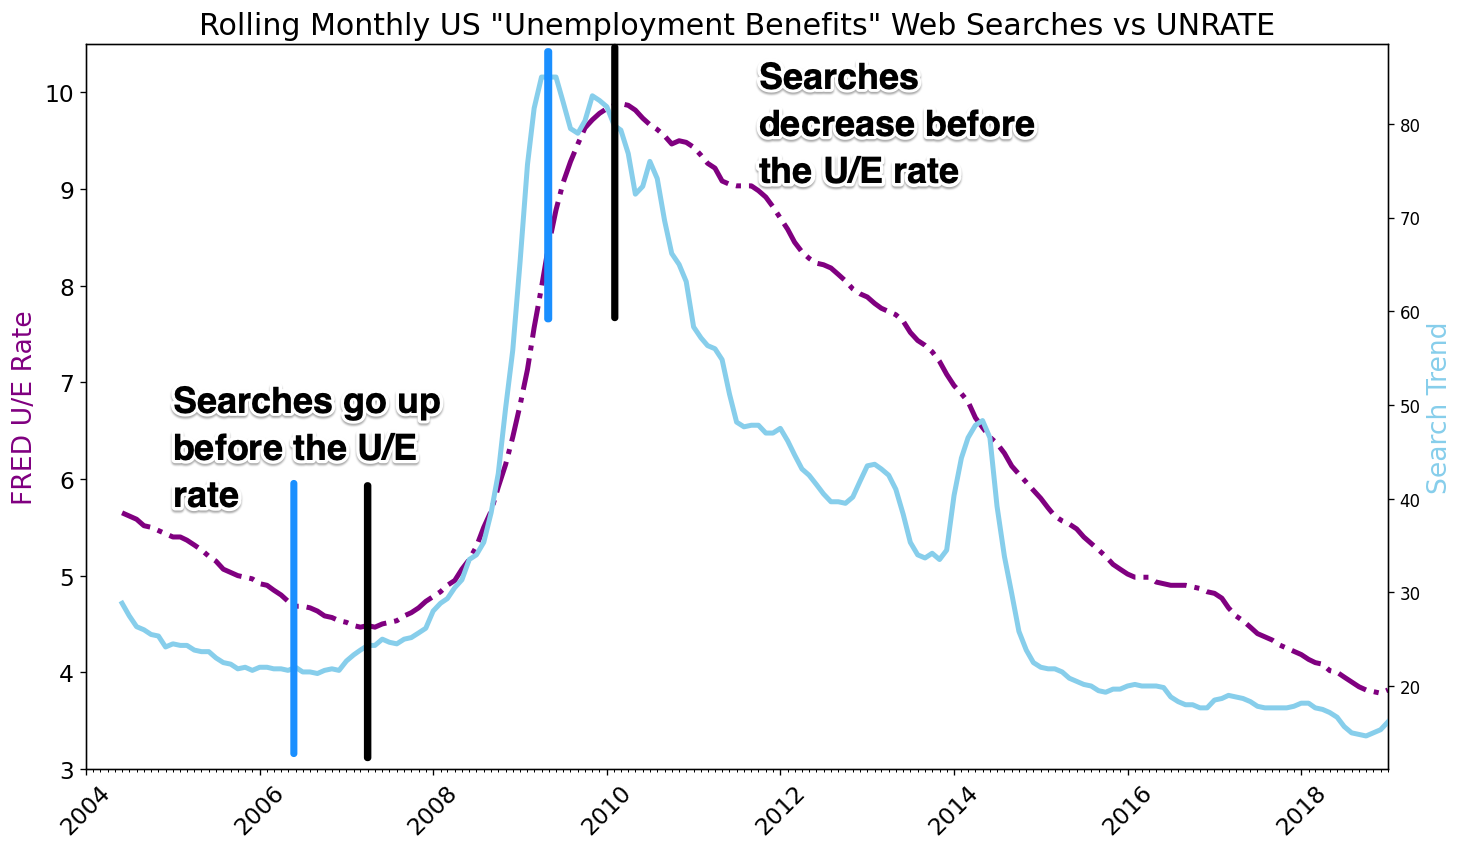 Rolling Monthly US "Unemployment Benefits" Web Searches vs UNRATE
Searches
decrease before
the U/E rate
Searches go up
before the U/E
rate
FRED U/E Rate
10
9
8
7
6
5
4
3
Search Trend
80
70
60
50
40
30
20
2004
2006
2008
2010
2012
2014
2016
2018